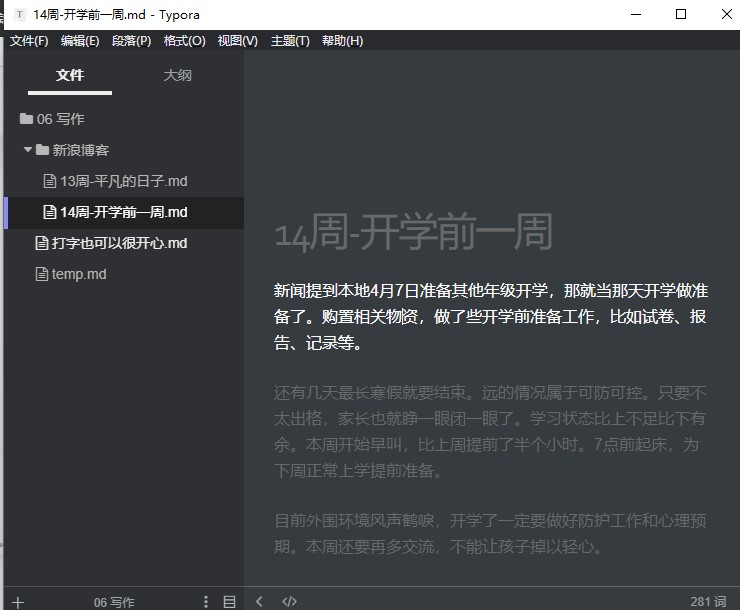 14周-开学前一周.md - Typora
文件(F) 编辑(E) 段落(P) 格式(O) 视图(V) 主题(T) 帮助(H)
文件 大纲
06 写作
新浪博客
13周-平凡的日子.md
14周-开学前一周.md
打字也可以很开心.md
temp.md
14周-开学前一周
新闻提到本地4月7日准备其他年级开学，那就当那天开学做准
备了。购置相关物资，做了些开学前准备工作，比如试卷、报
告、记录等。
还有几天最长寒假就要结束。远的情况属于可防可控。只要不
太出格，家长也就睁一眼闭一眼了。学习状态比上不足比下有
余。本周开始早叫，比上周提前了半个小时。7点前起床，为
下周正常上学提前准备。
目前外围环境风声鹤唳，开学了一定要做好防护工作和心理预
期。本周还要再多交流，不能让孩子掉以轻心。
06 写作
281 词